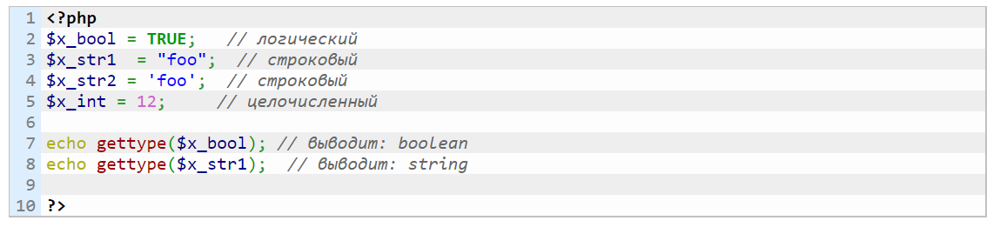 1 <?php
2 $x_bool = TRUE;   // логический
3 $x_str1  = "foo";  // строковый
4 $x_str2 = 'foo';  // строковый
5 $x_int = 12;     // целочисленный
6
7 echo gettype($x_bool); // выводит: boolean
8 echo gettype($x_str1);  // выводит: string
9
10 ?>